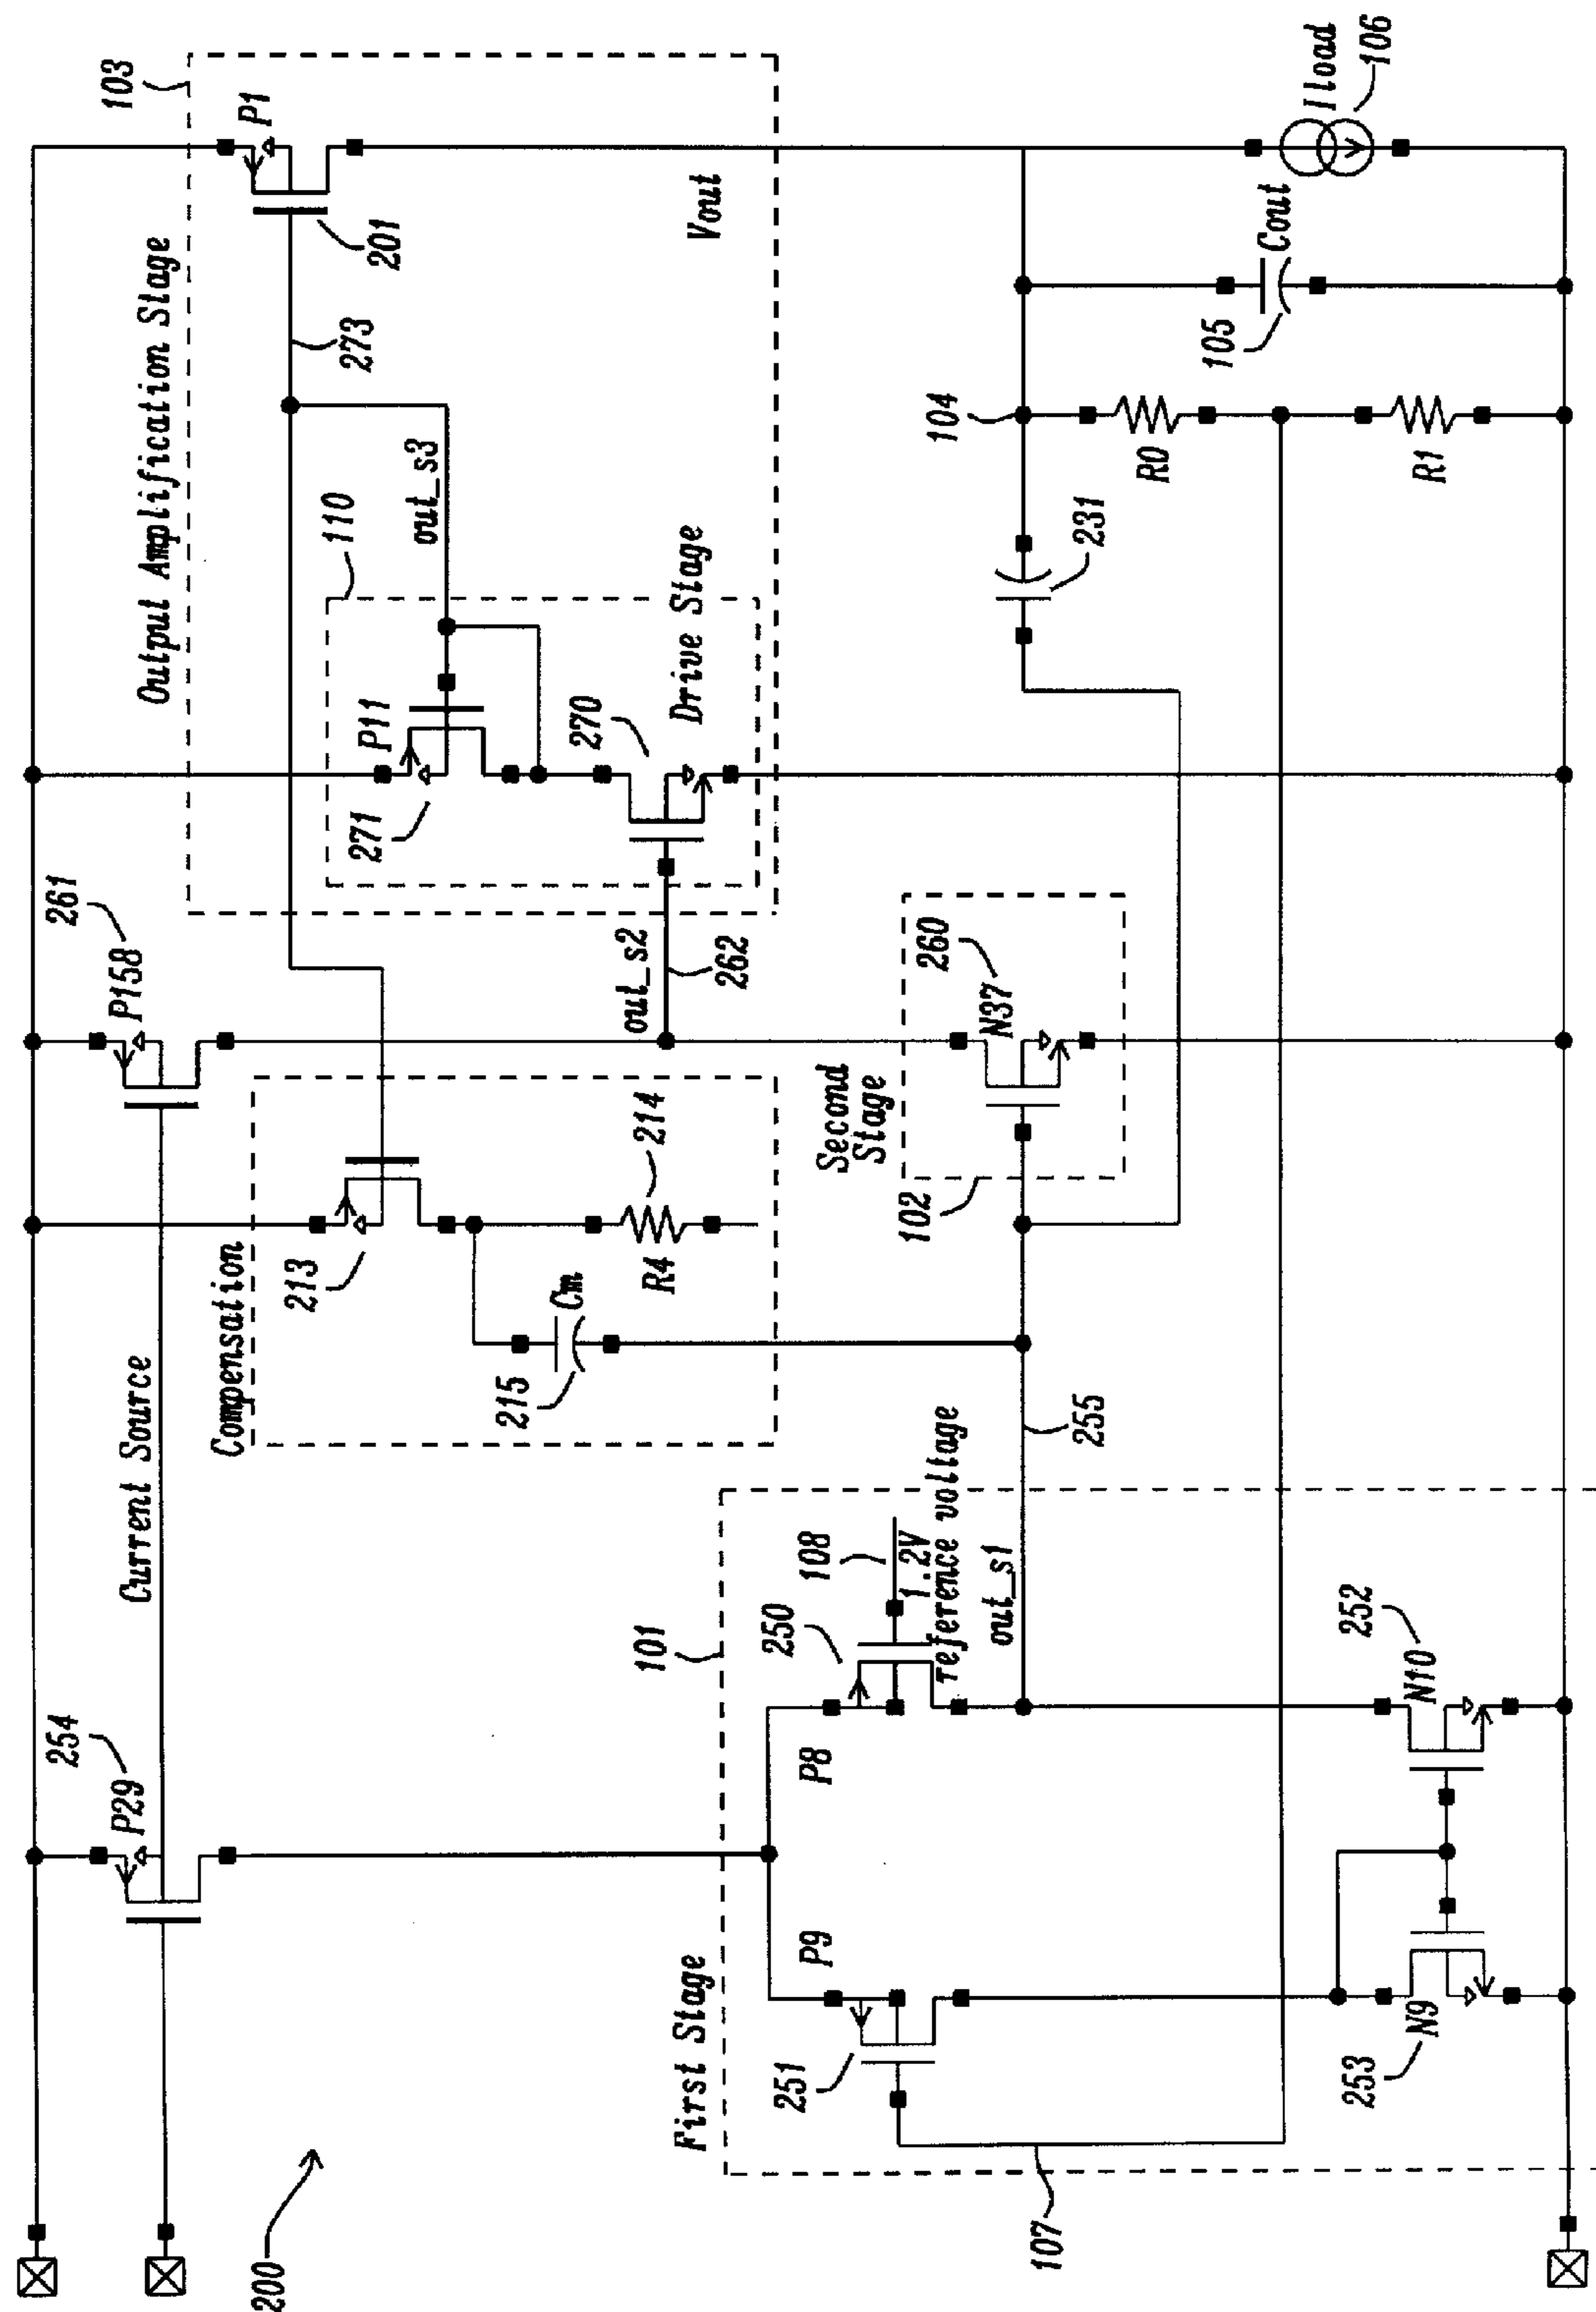 103
Output Amplification Stage
P1
201
273
Vout
110
out_s3
P11
271
270
Drive Stage
261
P158
out_s2
262
Second
Stage
N37
260
102
Compensation
213
214
R4
Cm
215
Current Source
254
P29
255
104
231
R0
R1
105
Cout
Iload
106
101
First Stage
P8
250
108
1.2V
reference voltage
out_s1
P9
251
N10
252
N9
253
107
200